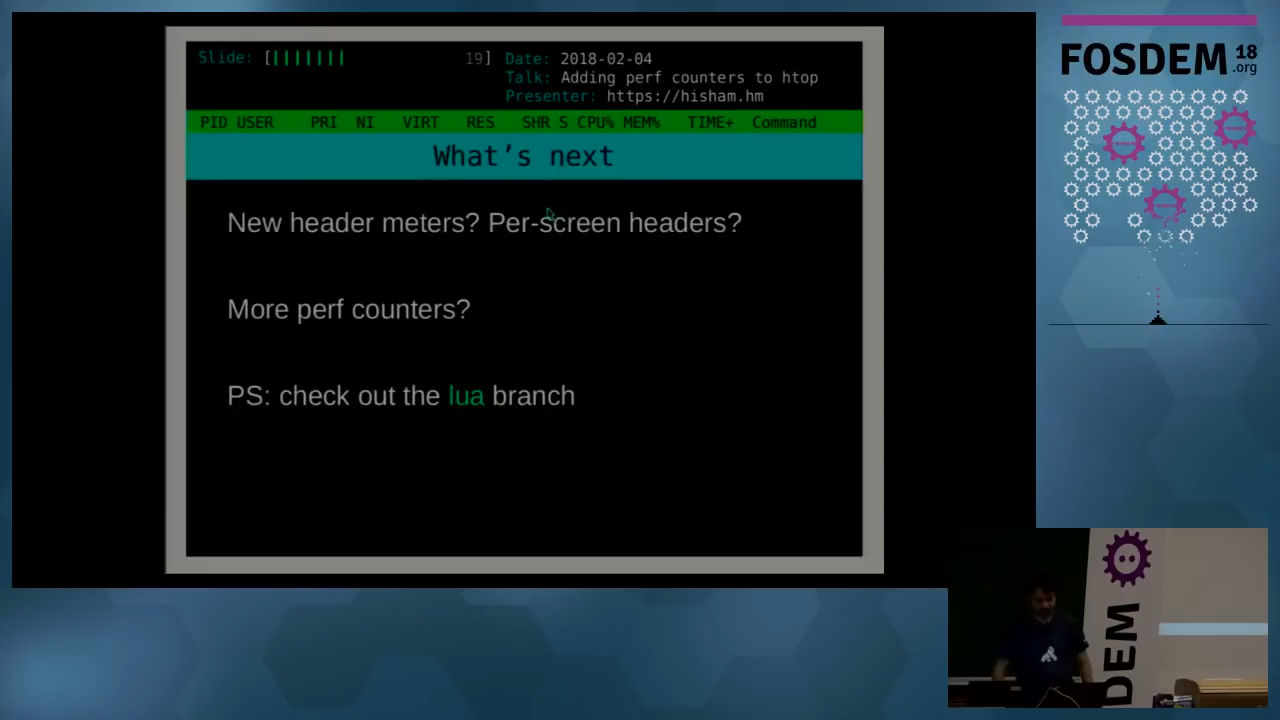 Slide: [||||||| 19]
Date: 2018-02-04
Talk: Adding perf counters to htop
Presenter: https://hisham.hm
PID USER PRI NI VIRT RES SHR S CPU% MEM% TIME+ Command
What's next
New header meters? Per-screen headers?
More perf counters?
PS: check out the lua branch
FOSDEM 18
.org
DEM